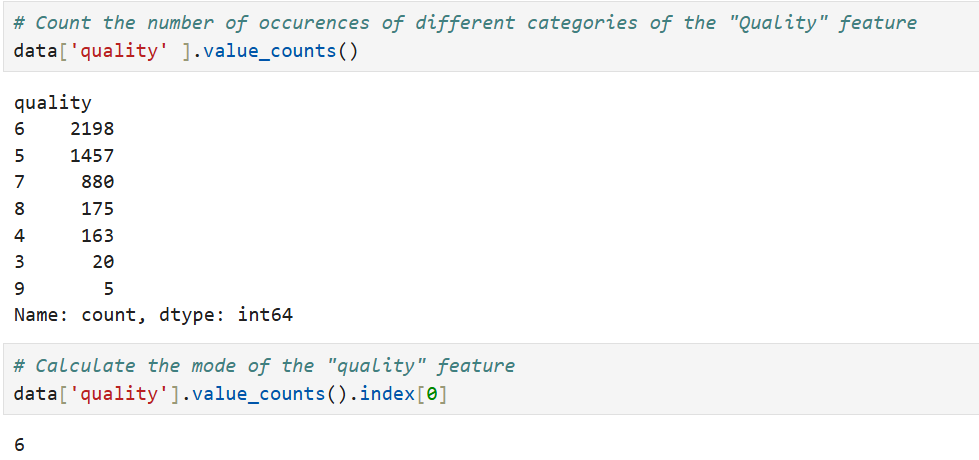 # Count the number of occurences of different categories of the "Quality" feature
data['quality' ].value_counts()
quality
6    2198
5    1457
7     880
8     175
4     163
3      20
9       5
Name: count, dtype: int64
# Calculate the mode of the "quality" feature
data['quality'].value_counts().index[0]
6